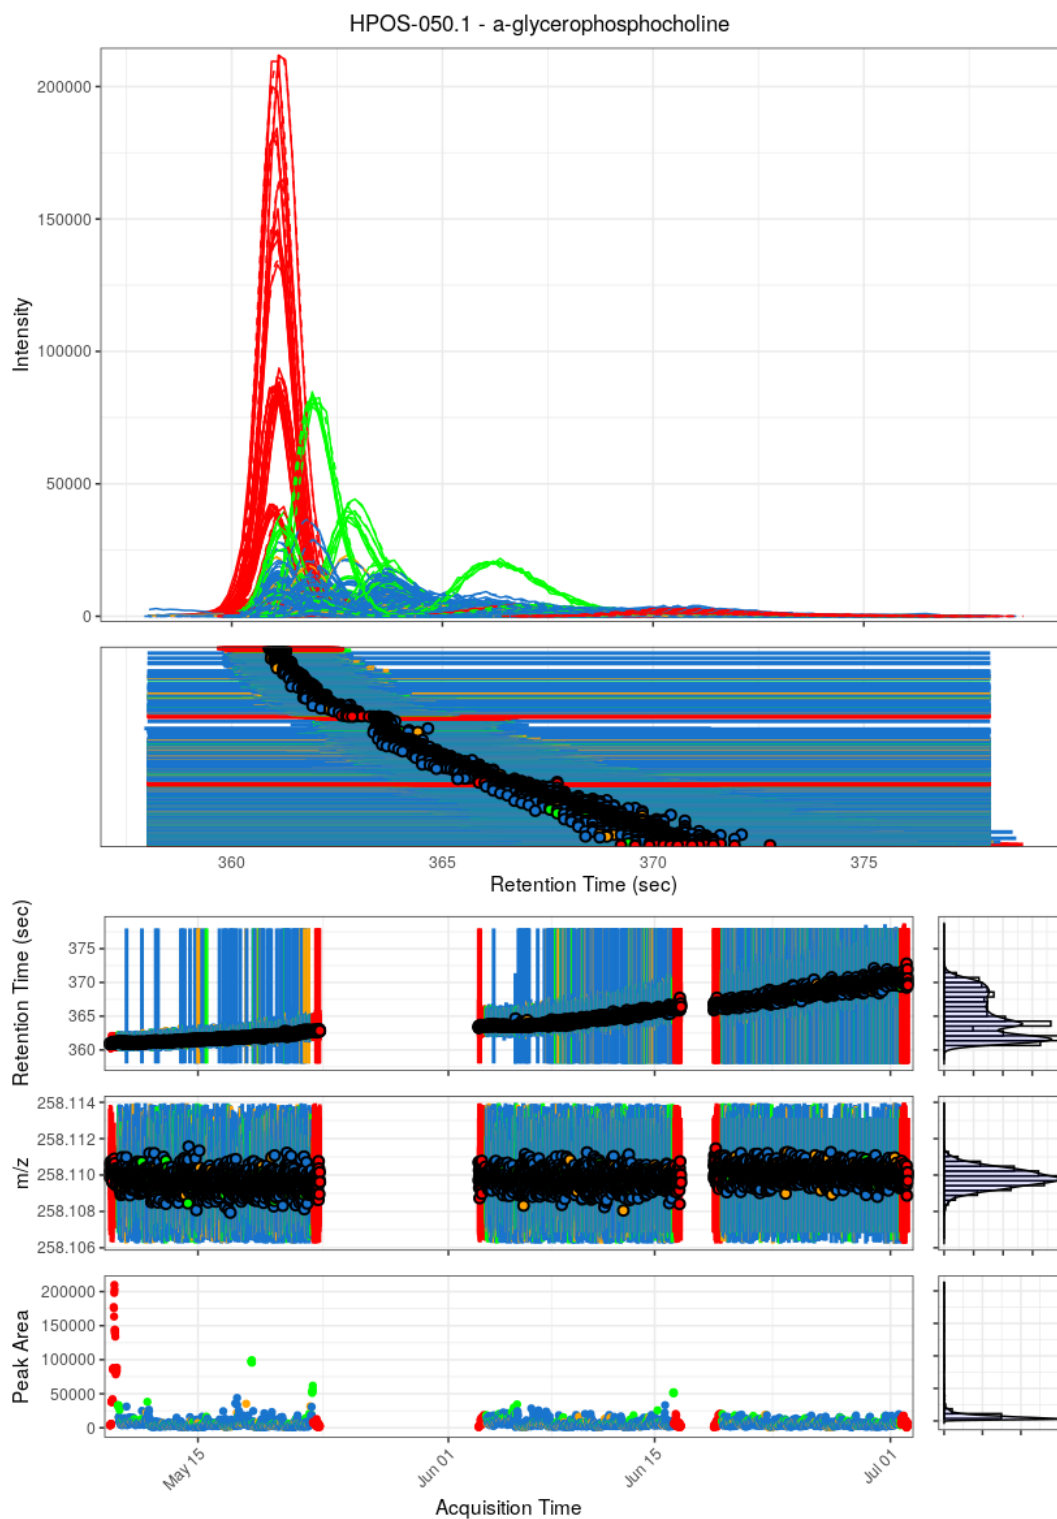 HPOS-050.1 - a-glycerophosphocholine
Intensity
200000
150000
100000
50000
0
360
365
370
375
Retention Time (sec)
Retention Time (sec)
375
370
365
360
m/z
258.114
258.112
258.110
258.108
258.106
Peak Area
200000
150000
100000
50000
0
May 15
Jun 01
Jun 15
Jul 01
Acquisition Time